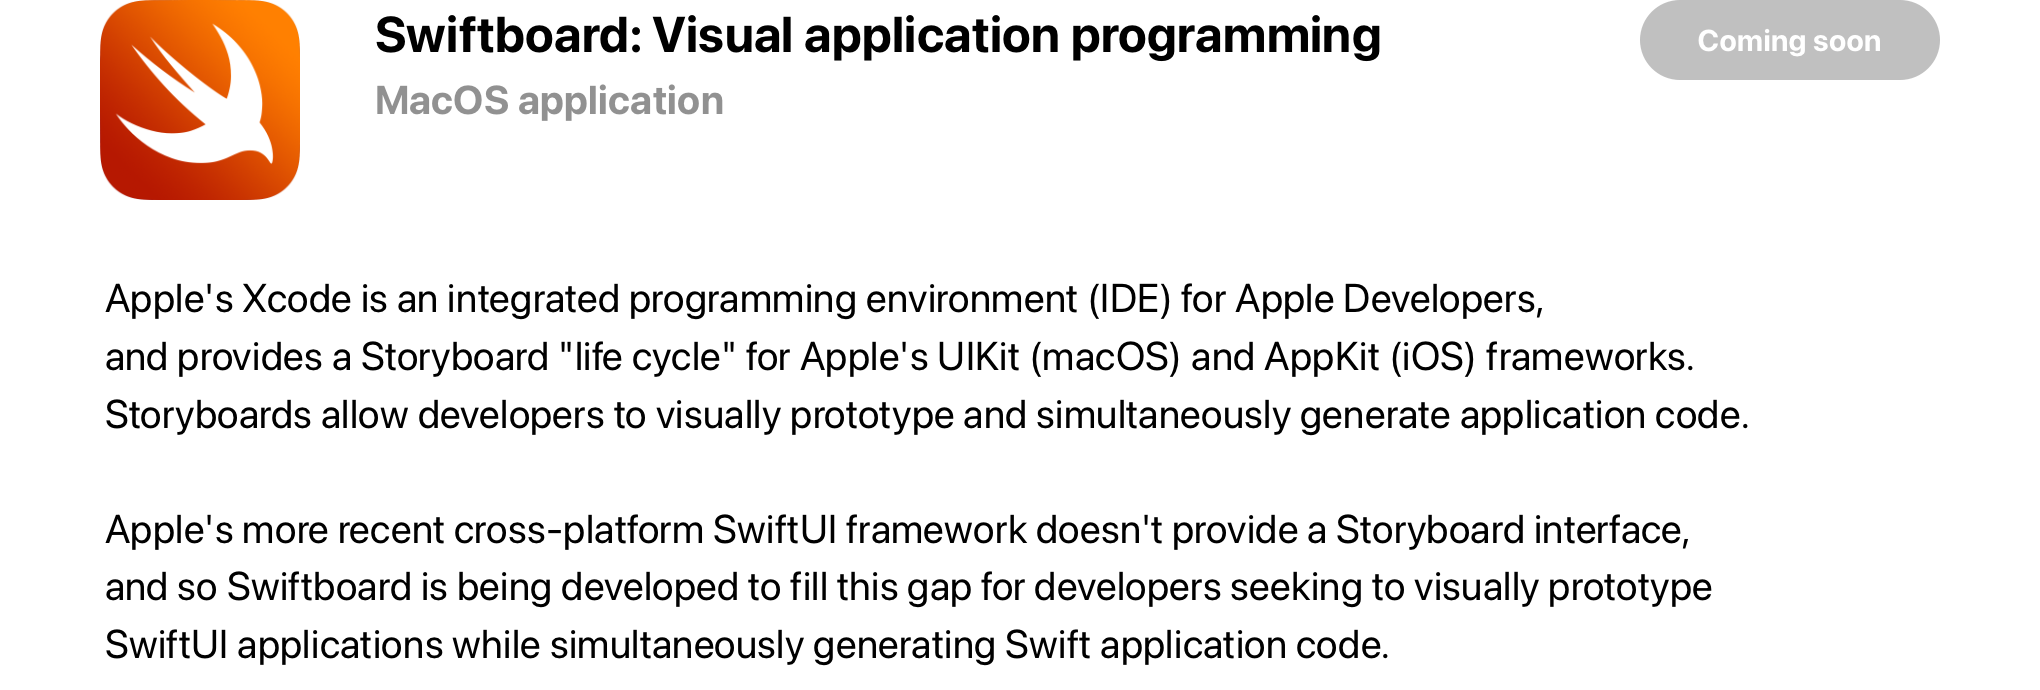 Swiftboard: Visual application programming
Coming soon
MacOS application
Apple's Xcode is an integrated programming environment (IDE) for Apple Developers,
and provides a Storyboard "life cycle" for Apple's UIKit (macOS) and AppKit (iOS) frameworks.
Storyboards allow developers to visually prototype and simultaneously generate application code.
Apple's more recent cross-platform SwiftUI framework doesn't provide a Storyboard interface,
and so Swiftboard is being developed to fill this gap for developers seeking to visually prototype
SwiftUI applications while simultaneously generating Swift application code.